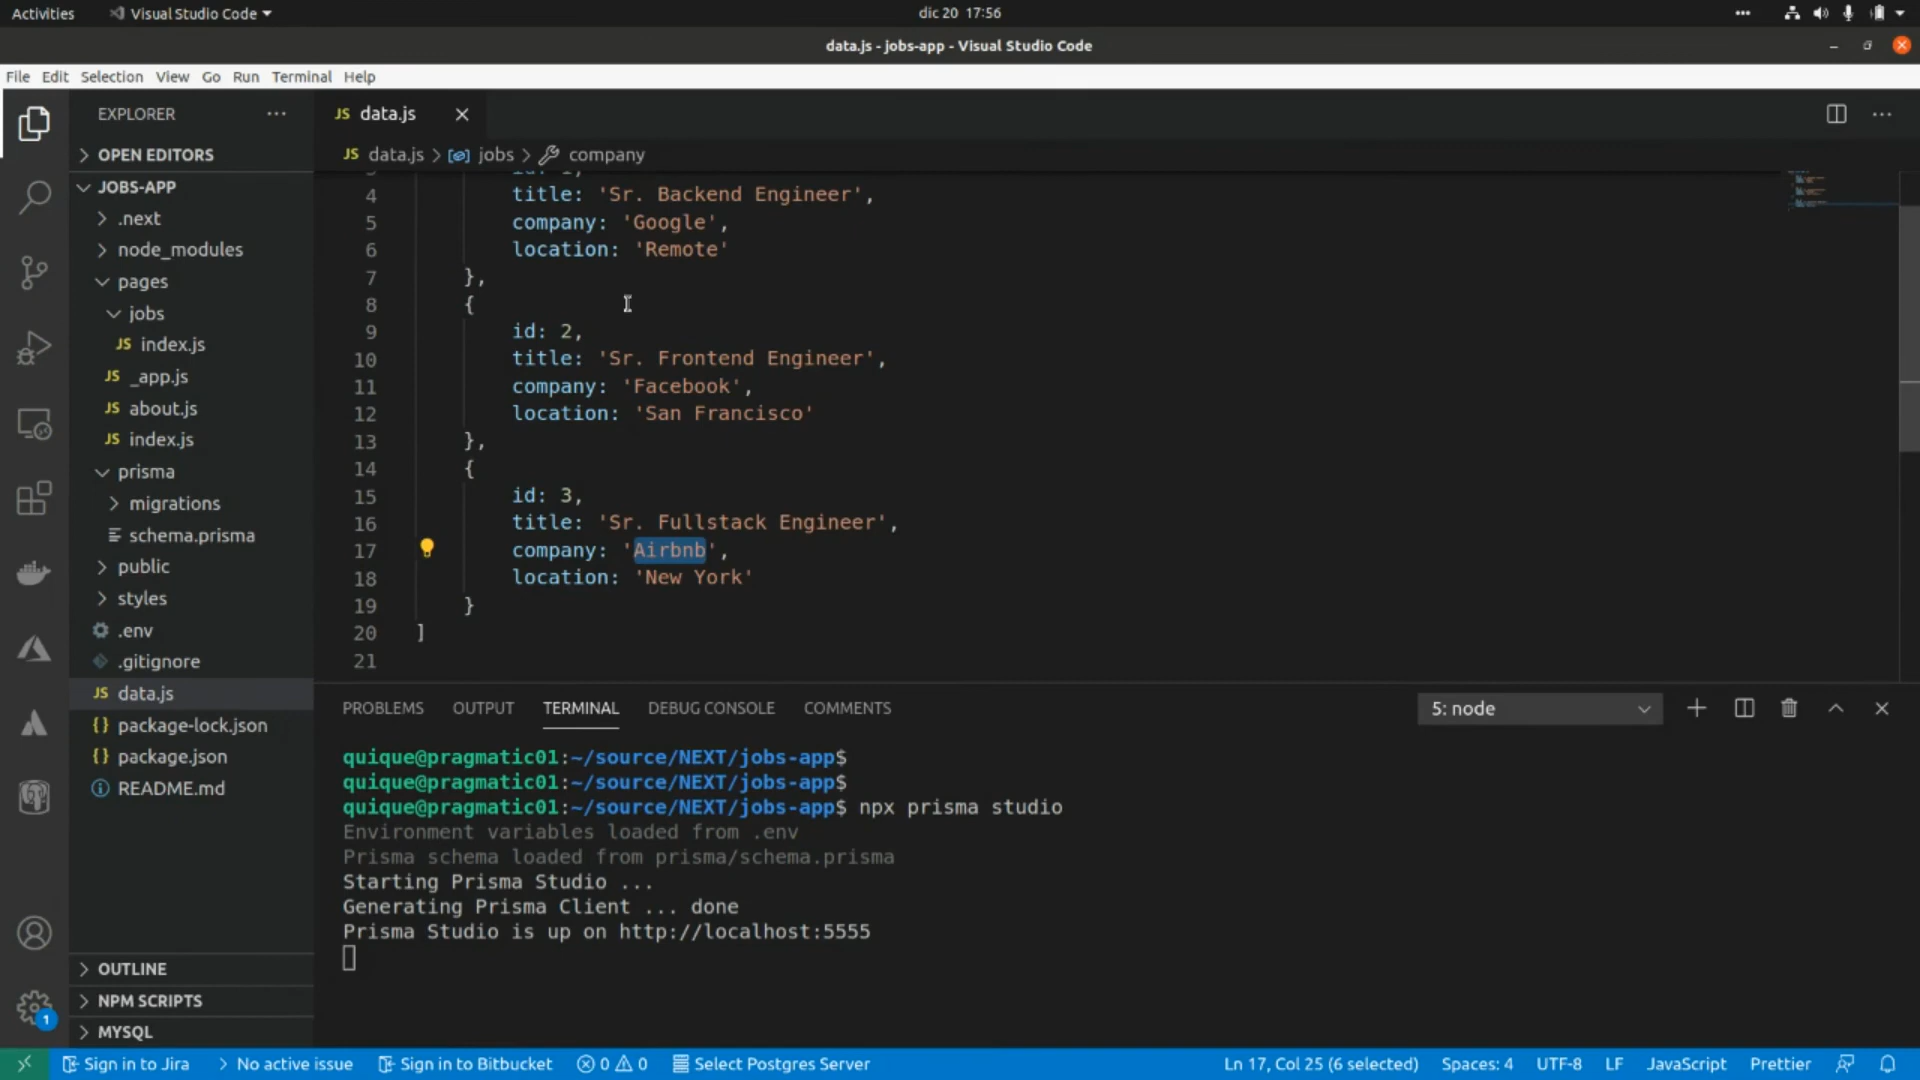 Activities
Visual Studio Code
dic 20 17:56
data.js - jobs-app - Visual Studio Code
File Edit Selection View Go Run Terminal Help
EXPLORER
OPEN EDITORS
JOBS-APP
.next
node_modules
pages
jobs
JS index.js
JS _app.js
JS about.js
JS index.js
prisma
migrations
schema.prisma
public
styles
.env
.gitignore
JS data.js
{} package-lock.json
{} package.json
README.md
OUTLINE
NPM SCRIPTS
MYSQL
1
JS data.js
JS data.js > jobs > company
4 title: 'Sr. Backend Engineer',
5 company: 'Google',
6 location: 'Remote'
7 },
8 {
9 id: 2,
10 title: 'Sr. Frontend Engineer',
11 company: 'Facebook',
12 location: 'San Francisco'
13 },
14 {
15 id: 3,
16 title: 'Sr. Fullstack Engineer',
17 company: 'Airbnb',
18 location: 'New York'
19 }
20 ]
21
PROBLEMS OUTPUT TERMINAL DEBUG CONSOLE COMMENTS
5: node
quique@pragmatic01:~/source/NEXT/jobs-app$
quique@pragmatic01:~/source/NEXT/jobs-app$
quique@pragmatic01:~/source/NEXT/jobs-app$ npx prisma studio
Environment variables loaded from .env
Prisma schema loaded from prisma/schema.prisma
Starting Prisma Studio ...
Generating Prisma Client ... done
Prisma Studio is up on http://localhost:5555
Sign in to Jira
No active issue
Sign in to Bitbucket
0 0
Select Postgres Server
Ln 17, Col 25 (6 selected)
Spaces: 4
UTF-8
LF
JavaScript
Prettier